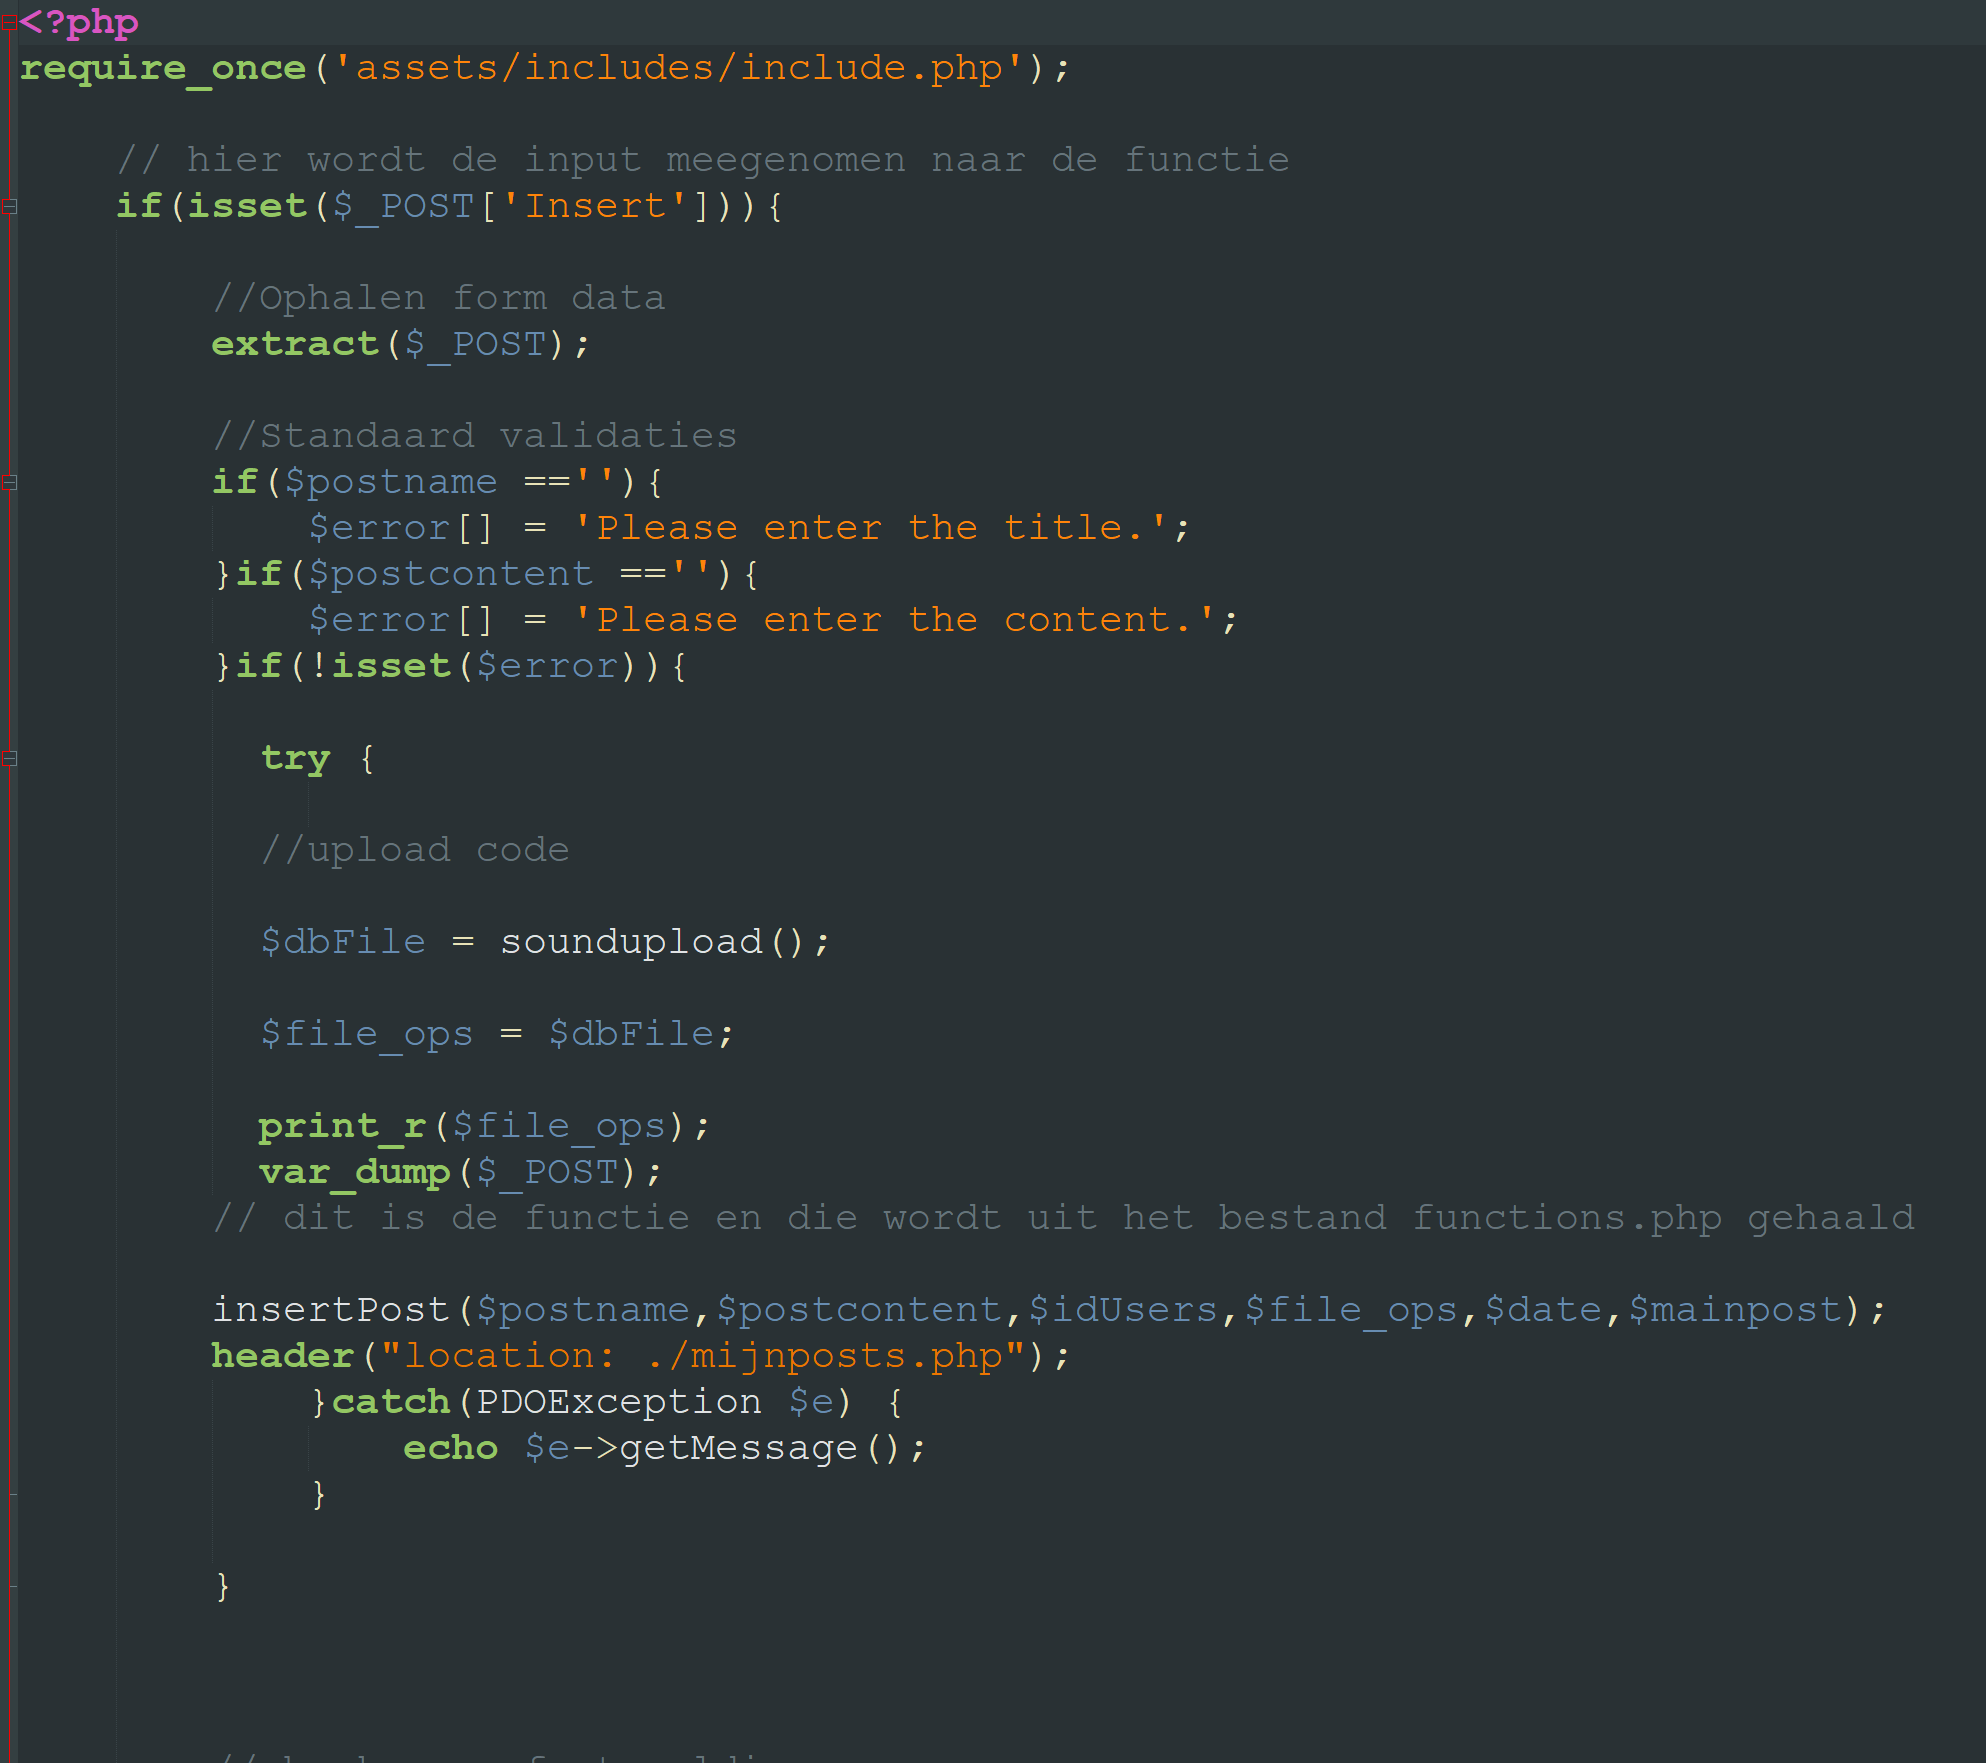 <?php
require_once('assets/includes/include.php');
// hier wordt de input meegenomen naar de functie
if(isset($_POST['Insert'])){
//Ophalen form data
extract($_POST);
//Standaard validaties
if($postname ==''){
$error[] = 'Please enter the title.';
}if($postcontent ==''){
$error[] = 'Please enter the content.';
}if(!isset($error)){
try {
//upload code
$dbFile = soundupload();
$file_ops = $dbFile;
print_r($file_ops);
var_dump($_POST);
// dit is de functie en die wordt uit het bestand functions.php gehaald
insertPost($postname,$postcontent,$idUsers,$file_ops,$date,$mainpost);
header("location: ./mijnposts.php");
}catch(PDOException $e) {
echo $e->getMessage();
}
}